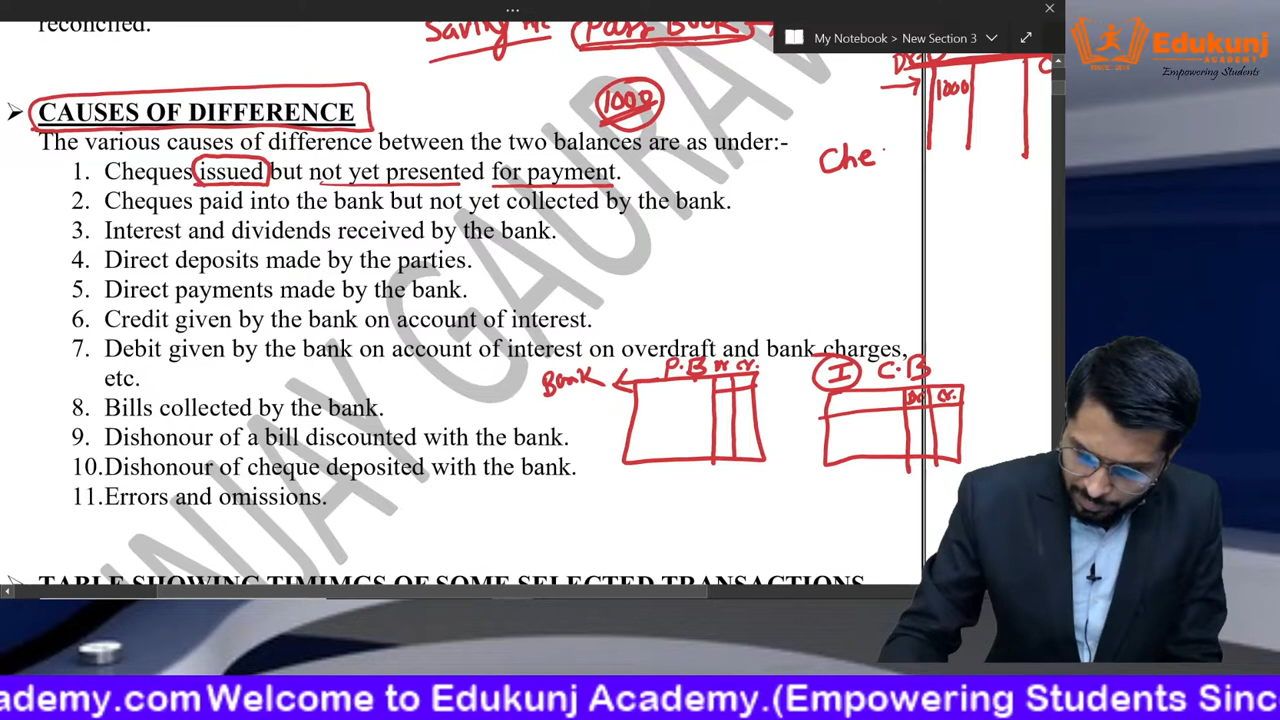 reconciled.
Saving A/c
Pass Book
My Notebook > New Section 3
Edukunj
ACADEMY
Empowering Students
Dr
C
1000
➢ CAUSES OF DIFFERENCE
1000
The various causes of difference between the two balances are as under:-
1. Cheques issued but not yet presented for payment.
Che
2. Cheques paid into the bank but not yet collected by the bank.
3. Interest and dividends received by the bank.
4. Direct deposits made by the parties.
5. Direct payments made by the bank.
6. Credit given by the bank on account of interest.
7. Debit given by the bank on account of interest on overdraft and bank charges,
etc.
Bank P.B Dr Cr.
I C.B
Dr Cr.
8. Bills collected by the bank.
9. Dishonour of a bill discounted with the bank.
10.Dishonour of cheque deposited with the bank.
11.Errors and omissions.
➢ TABLE SHOWING TIMIMGS OF SOME SELECTED TRANSACTIONS
NJAY GAURAV
ademy.com Welcome to Edukunj Academy.(Empowering Students Sinc